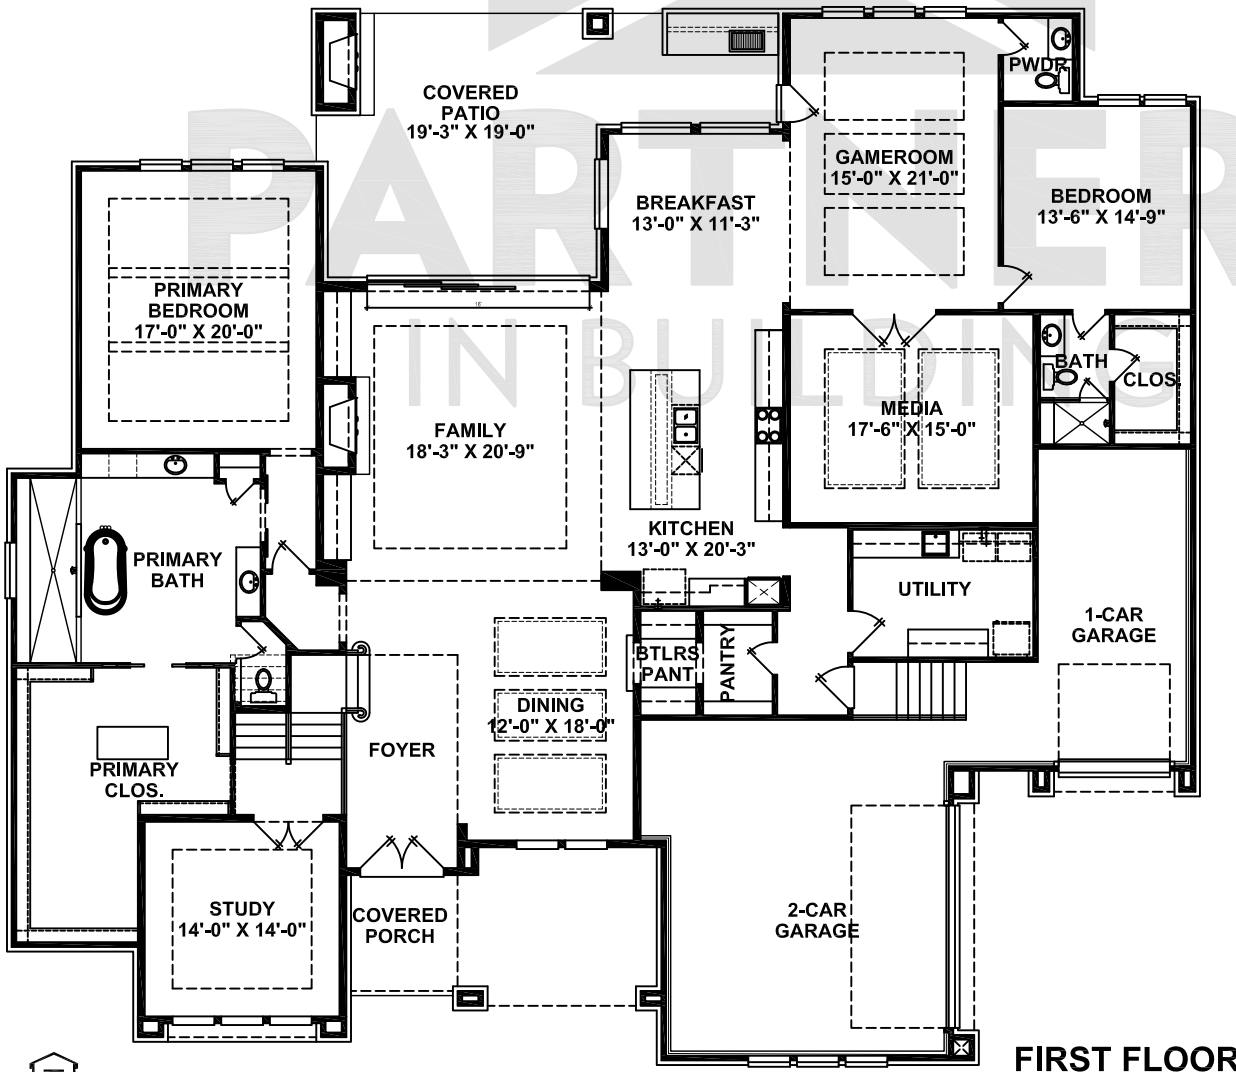 PARTNER
IN BUILDING
COVERED
PATIO
19'-3" X 19'-0"
PWDR
GAMEROOM
15'-0" X 21'-0"
BREAKFAST
13'-0" X 11'-3"
BEDROOM
13'-6" X 14'-9"
PRIMARY
BEDROOM
17'-0" X 20'-0"
BATH
CLOS.
MEDIA
17'-6" X 15'-0"
FAMILY
18'-3" X 20'-9"
KITCHEN
13'-0" X 20'-3"
PRIMARY
BATH
UTILITY
1-CAR
GARAGE
BTLRS
PANT
PANTRY
DINING
12'-0" X 18'-0"
FOYER
PRIMARY
CLOS.
STUDY
14'-0" X 14'-0"
COVERED
PORCH
2-CAR
GARAGE
FIRST FLOOR